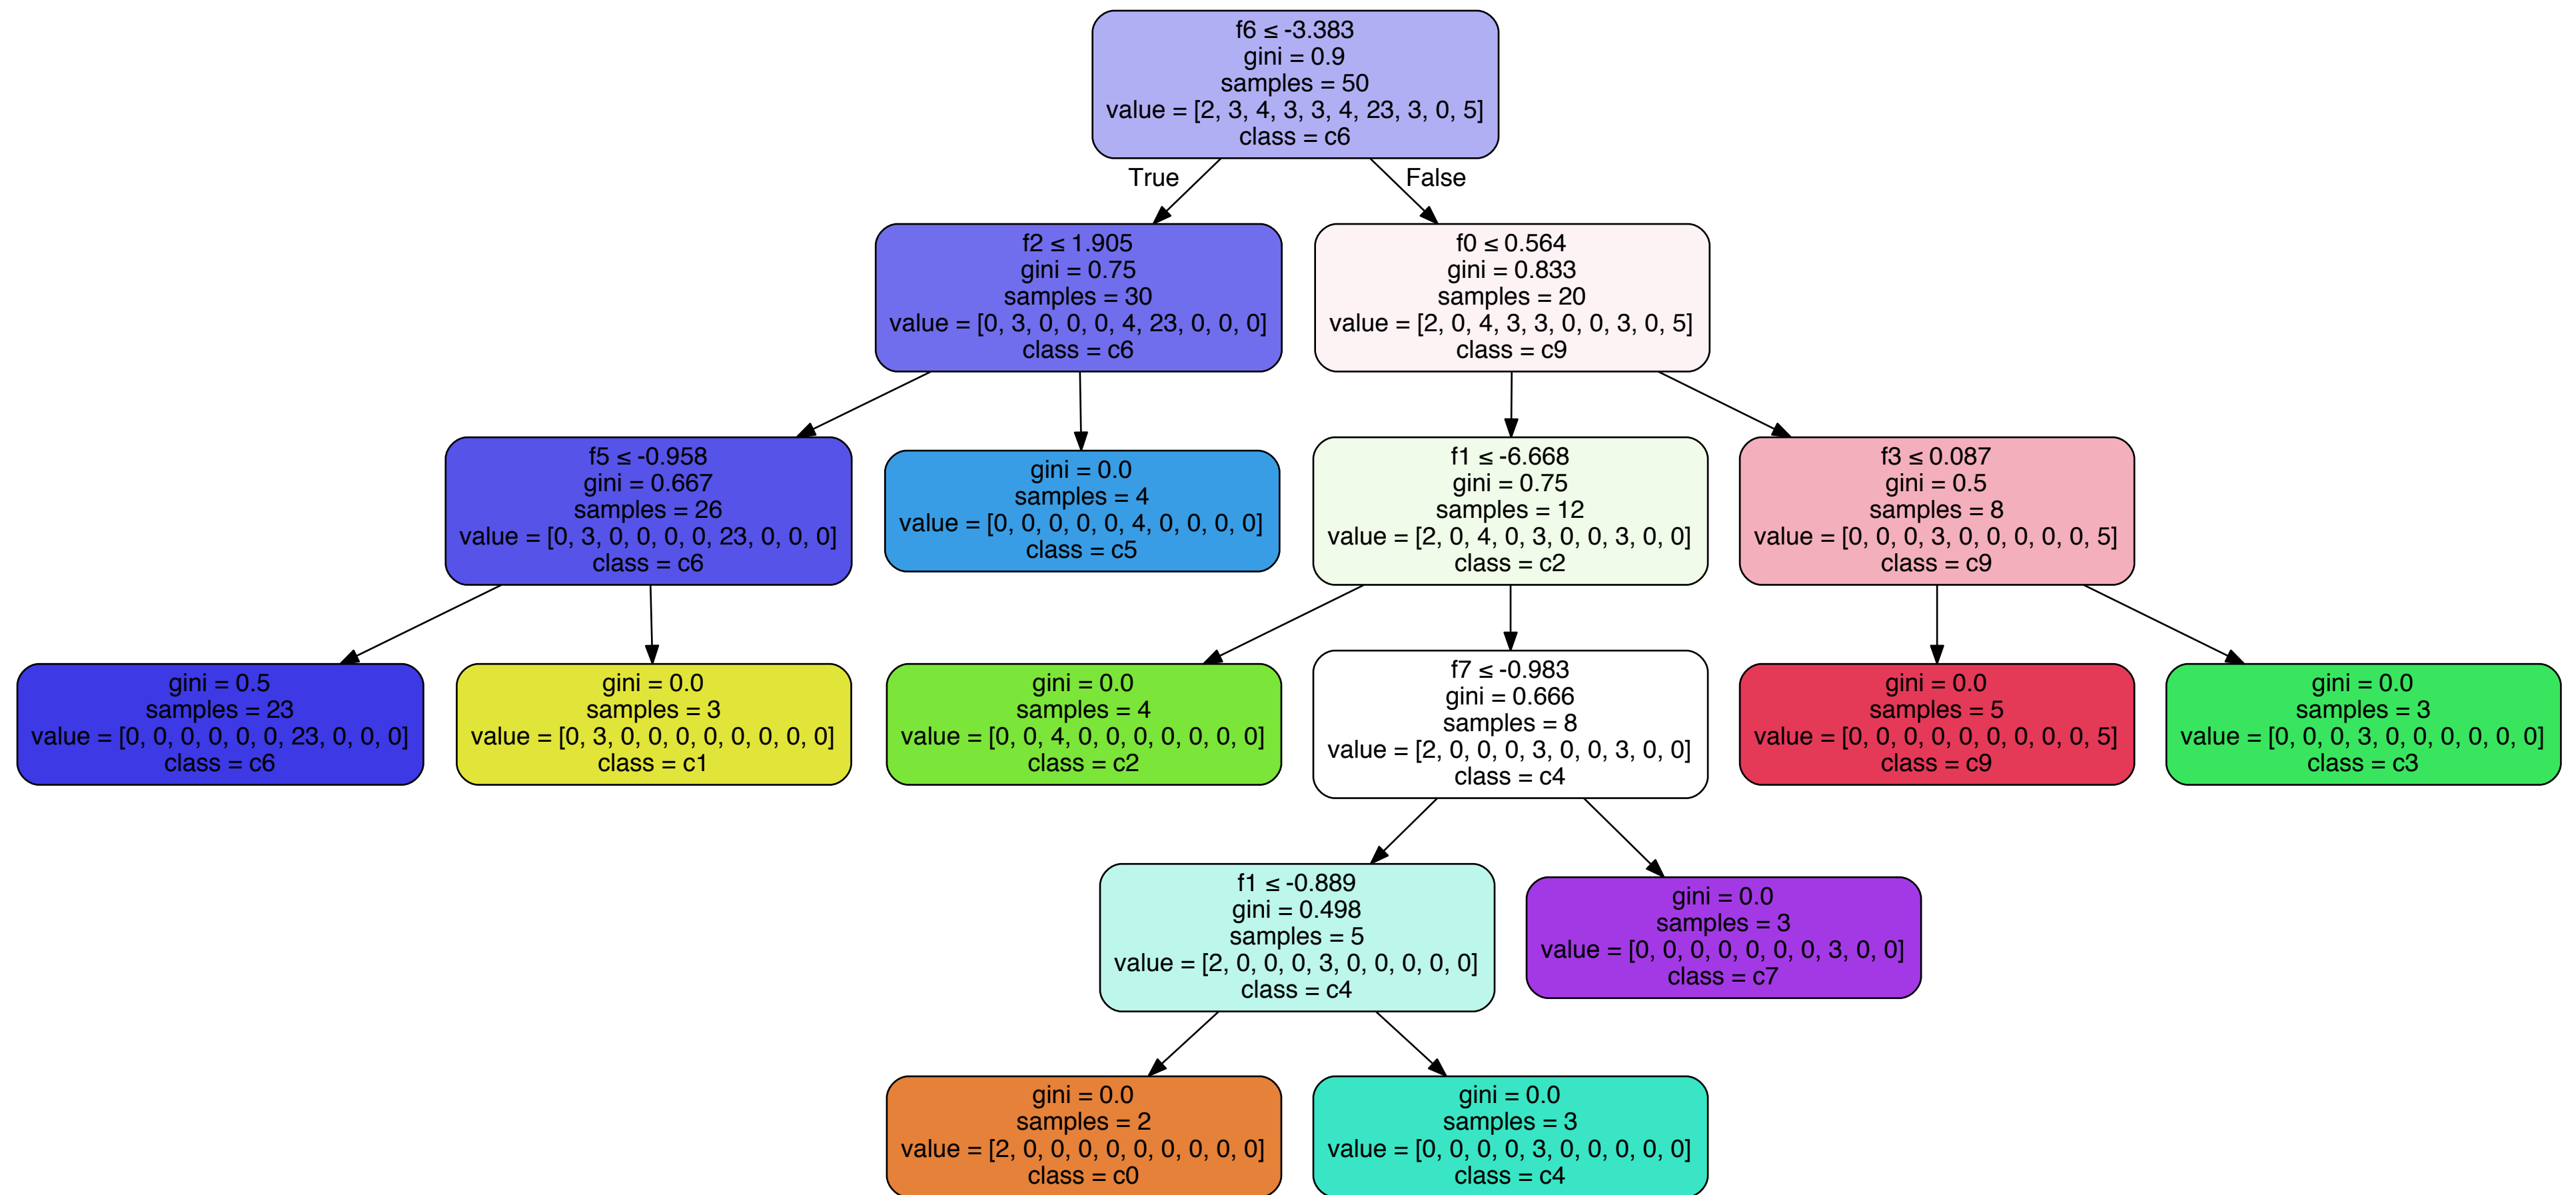 f6 ≤ -3.383
gini = 0.9
samples = 50
value = [2, 3, 4, 3, 3, 4, 23, 3, 0, 5]
class = c6
True
False
f2 ≤ 1.905
gini = 0.75
samples = 30
value = [0, 3, 0, 0, 0, 4, 23, 0, 0, 0]
class = c6
f0 ≤ 0.564
gini = 0.833
samples = 20
value = [2, 0, 4, 3, 3, 0, 0, 3, 0, 5]
class = c9
f5 ≤ -0.958
gini = 0.667
samples = 26
value = [0, 3, 0, 0, 0, 0, 23, 0, 0, 0]
class = c6
gini = 0.0
samples = 4
value = [0, 0, 0, 0, 0, 4, 0, 0, 0, 0]
class = c5
f1 ≤ -6.668
gini = 0.75
samples = 12
value = [2, 0, 4, 0, 3, 0, 0, 3, 0, 0]
class = c2
f3 ≤ 0.087
gini = 0.5
samples = 8
value = [0, 0, 0, 3, 0, 0, 0, 0, 0, 5]
class = c9
gini = 0.5
samples = 23
value = [0, 0, 0, 0, 0, 0, 23, 0, 0, 0]
class = c6
gini = 0.0
samples = 3
value = [0, 3, 0, 0, 0, 0, 0, 0, 0, 0]
class = c1
gini = 0.0
samples = 4
value = [0, 0, 4, 0, 0, 0, 0, 0, 0, 0]
class = c2
f7 ≤ -0.983
gini = 0.666
samples = 8
value = [2, 0, 0, 0, 3, 0, 0, 3, 0, 0]
class = c4
gini = 0.0
samples = 5
value = [0, 0, 0, 0, 0, 0, 0, 0, 0, 5]
class = c9
gini = 0.0
samples = 3
value = [0, 0, 0, 3, 0, 0, 0, 0, 0, 0]
class = c3
f1 ≤ -0.889
gini = 0.498
samples = 5
value = [2, 0, 0, 0, 3, 0, 0, 0, 0, 0]
class = c4
gini = 0.0
samples = 3
value = [0, 0, 0, 0, 0, 0, 0, 3, 0, 0]
class = c7
gini = 0.0
samples = 2
value = [2, 0, 0, 0, 0, 0, 0, 0, 0, 0]
class = c0
gini = 0.0
samples = 3
value = [0, 0, 0, 0, 3, 0, 0, 0, 0, 0]
class = c4